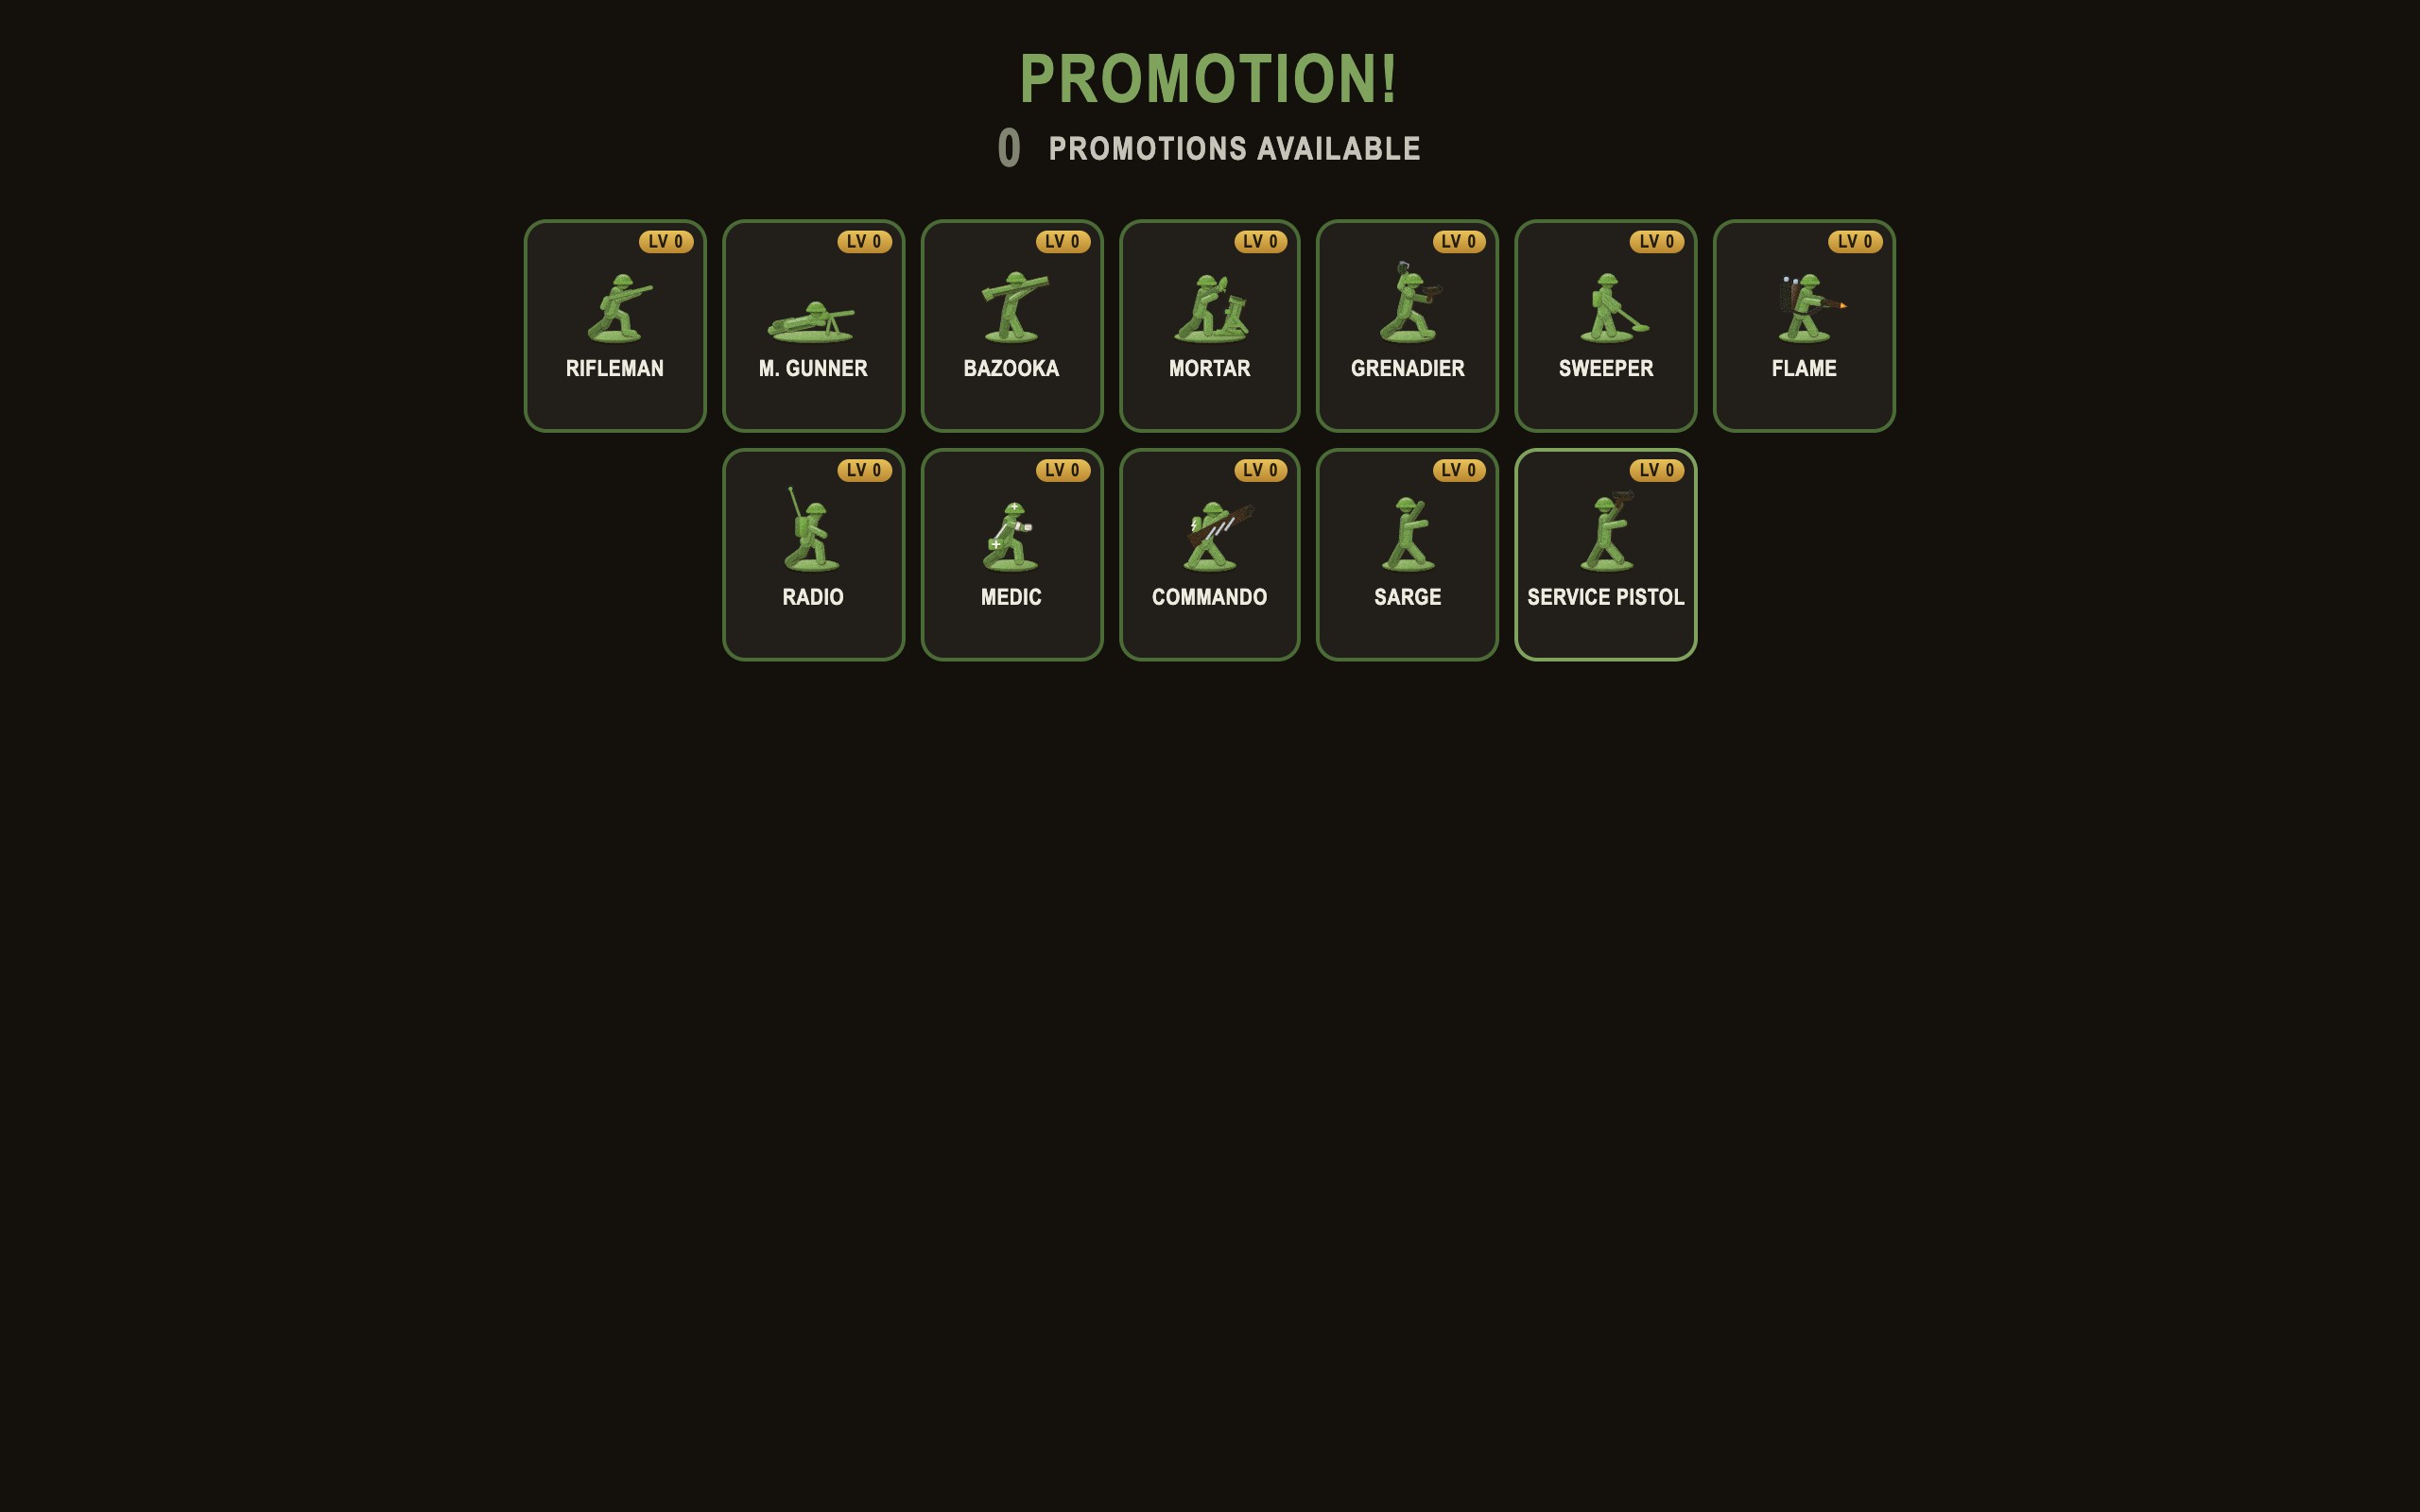 PROMOTION!
0 PROMOTIONS AVAILABLE
LV 0
RIFLEMAN
LV 0
M. GUNNER
LV 0
BAZOOKA
LV 0
MORTAR
LV 0
GRENADIER
LV 0
SWEEPER
LV 0
FLAME
LV 0
RADIO
LV 0
MEDIC
LV 0
COMMANDO
LV 0
SARGE
LV 0
SERVICE PISTOL